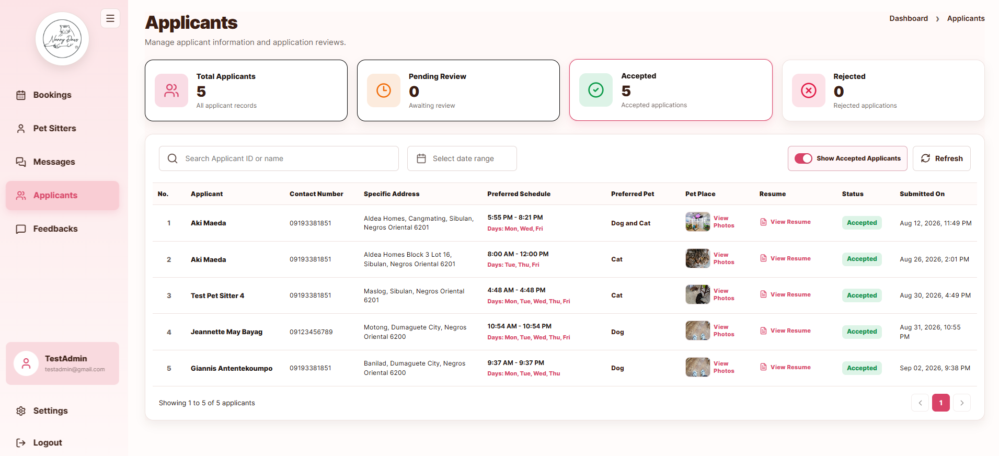 Nanny Paws
Bookings
Pet Sitters
Messages
Applicants
Feedbacks
TestAdmin
testadmin@gmail.com
Settings
Logout
Applicants
Manage applicant information and application reviews.
Dashboard › Applicants
Total Applicants
5
All applicant records
Pending Review
0
Awaiting review
Accepted
5
Accepted applications
Rejected
0
Rejected applications
Search Applicant ID or name
Select date range
Show Accepted Applicants
Refresh
No. Applicant Contact Number Specific Address Preferred Schedule Preferred Pet Pet Place Resume Status Submitted On
1 Aki Maeda 09193381851 Aldea Homes, Cangmating, Sibulan, Negros Oriental 6201 5:55 PM - 8:21 PM Days: Mon, Wed, Fri Dog and Cat View Photos View Resume Accepted Aug 12, 2026, 11:49 PM
2 Aki Maeda 09193381851 Aldea Homes Block 3 Lot 16, Sibulan, Negros Oriental 6201 8:00 AM - 12:00 PM Days: Tue, Thu, Fri Cat View Photos View Resume Accepted Aug 26, 2026, 2:01 PM
3 Test Pet Sitter 4 09193381851 Maslog, Sibulan, Negros Oriental 6201 4:48 AM - 4:48 PM Days: Mon, Tue, Wed, Thu, Fri Cat View Photos View Resume Accepted Aug 30, 2026, 4:49 PM
4 Jeannette May Bayag 09123456789 Motong, Dumaguete City, Negros Oriental 6200 10:54 AM - 10:54 PM Days: Mon, Tue, Wed, Thu, Fri Dog View Photos View Resume Accepted Aug 31, 2026, 10:55 PM
5 Giannis Antentekoumpo 09193381851 Banilad, Dumaguete City, Negros Oriental 6200 9:37 AM - 9:37 PM Days: Mon, Tue, Wed, Thu Dog View Photos View Resume Accepted Sep 02, 2026, 9:38 PM
Showing 1 to 5 of 5 applicants
1